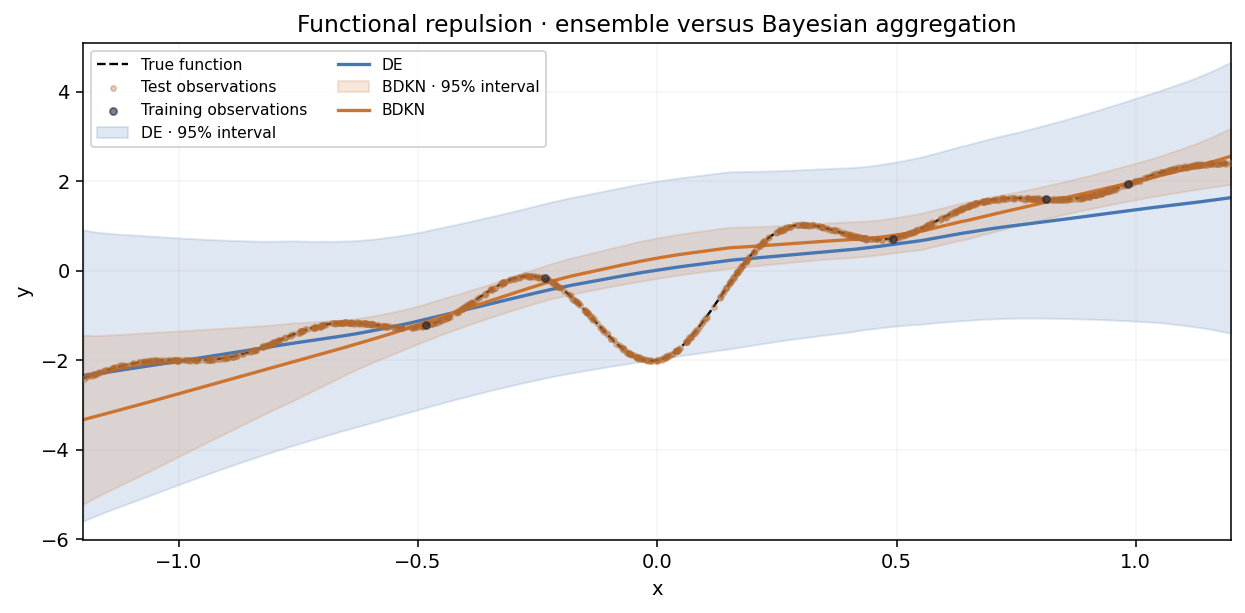 Functional repulsion · ensemble versus Bayesian aggregation
True function
Test observations
Training observations
DE · 95% interval
DE
BDKN · 95% interval
BDKN
y
4
2
0
−2
−4
−6
−1.0
−0.5
0.0
0.5
1.0
x